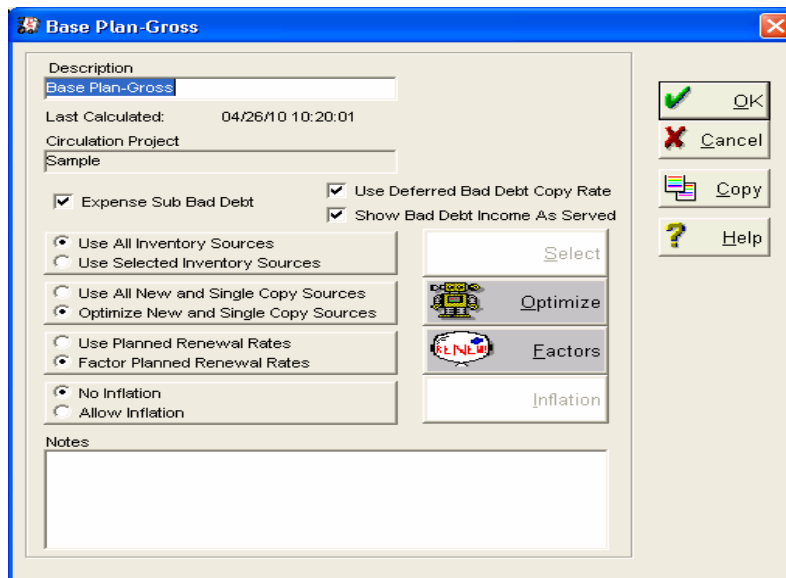 Base Plan-Gross
Description
Base Plan-Gross
Last Calculated: 04/26/10 10:20:01
Circulation Project
Sample
Expense Sub Bad Debt
Use Deferred Bad Debt Copy Rate
Show Bad Debt Income As Served
Use All Inventory Sources
Use Selected Inventory Sources
Select
Use All New and Single Copy Sources
Optimize New and Single Copy Sources
Optimize
Use Planned Renewal Rates
Factor Planned Renewal Rates
RENEW
Factors
No Inflation
Allow Inflation
Inflation
Notes
OK
Cancel
Copy
Help